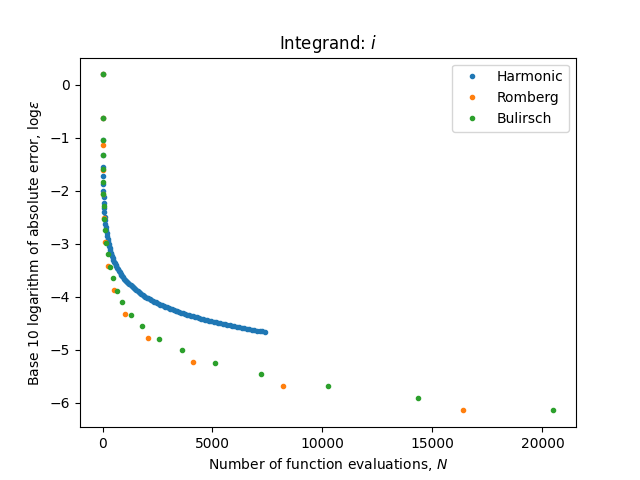 Integrand: i
Base 10 logarithm of absolute error, logε
0
−1
−2
−3
−4
−5
−6
Harmonic
Romberg
Bulirsch
0 5000 10000 15000 20000
Number of function evaluations, N